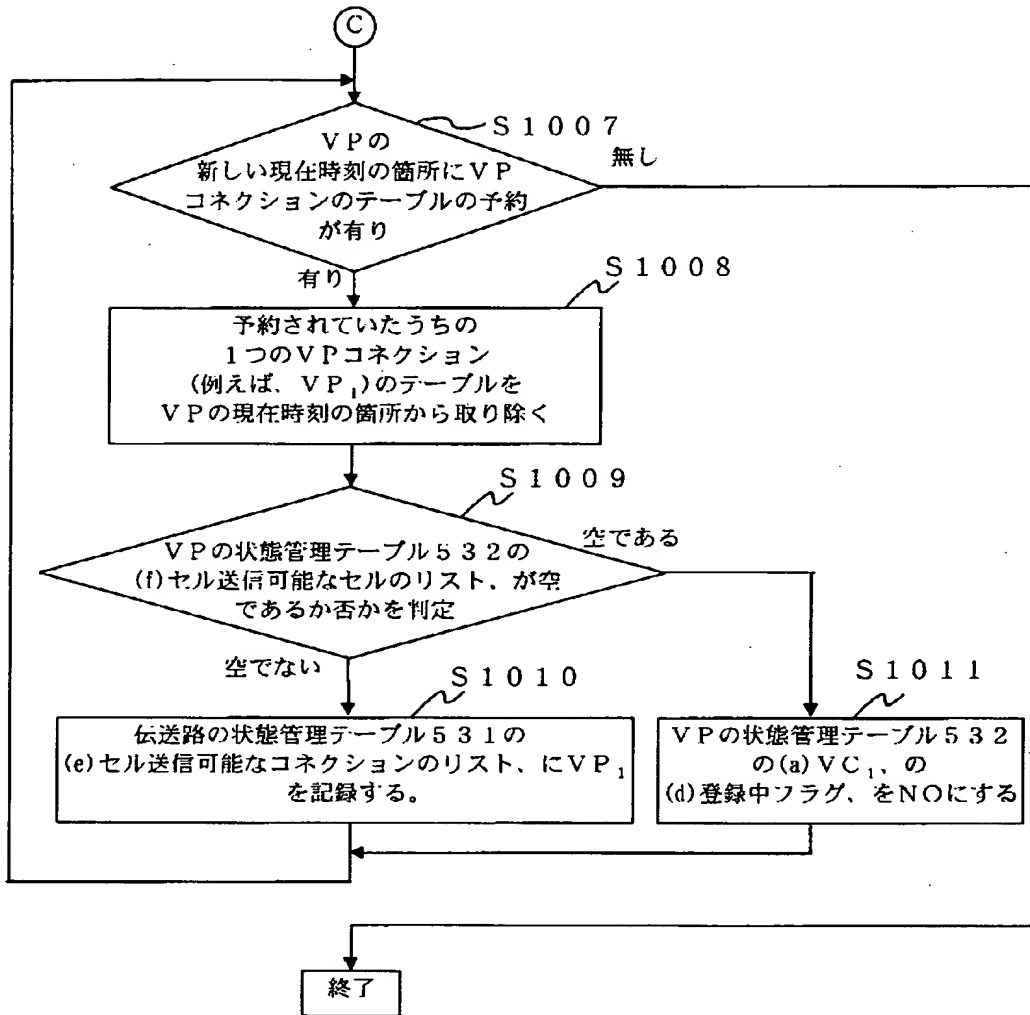 C
S1007
VPの
新しい現在時刻の箇所にVP
コネクションのテーブルの予約
が有り
無し
有り
S1008
予約されていたうちの
1つのVPコネクション
(例えば、VP1)のテーブルを
VPの現在時刻の箇所から取り除く
S1009
VPの状態管理テーブル532の
(f)セル送信可能なセルのリスト、が空
であるか否かを判定
空である
空でない
S1010
伝送路の状態管理テーブル531の
(e)セル送信可能なコネクションのリスト、にVP1
を記録する。
S1011
VPの状態管理テーブル532
の(a)VC1、の
(d)登録中フラグ、をNOにする
終了